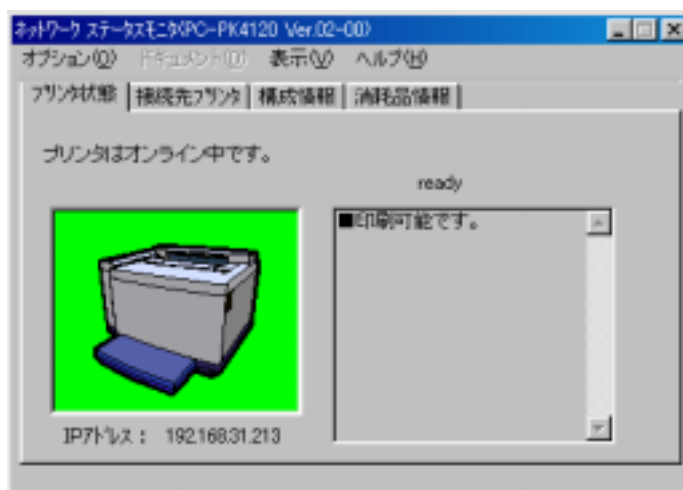 ネットワーク ステータスモニタ(PC-PK4120 Ver.02-00)
オプション(O) ドキュメント(D) 表示(V) ヘルプ(H)
プリンタ状態 接続先プリンタ 構成情報 消耗品情報
プリンタはオンライン中です。
ready
■印刷可能です。
IPアドレス： 192.168.31.213